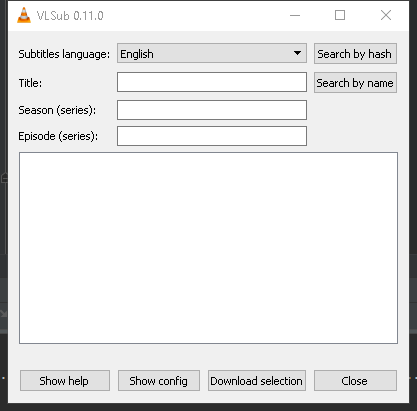 VLSub 0.11.0
Subtitles language: English Search by hash
Title: Search by name
Season (series):
Episode (series):
Show help Show config Download selection Close